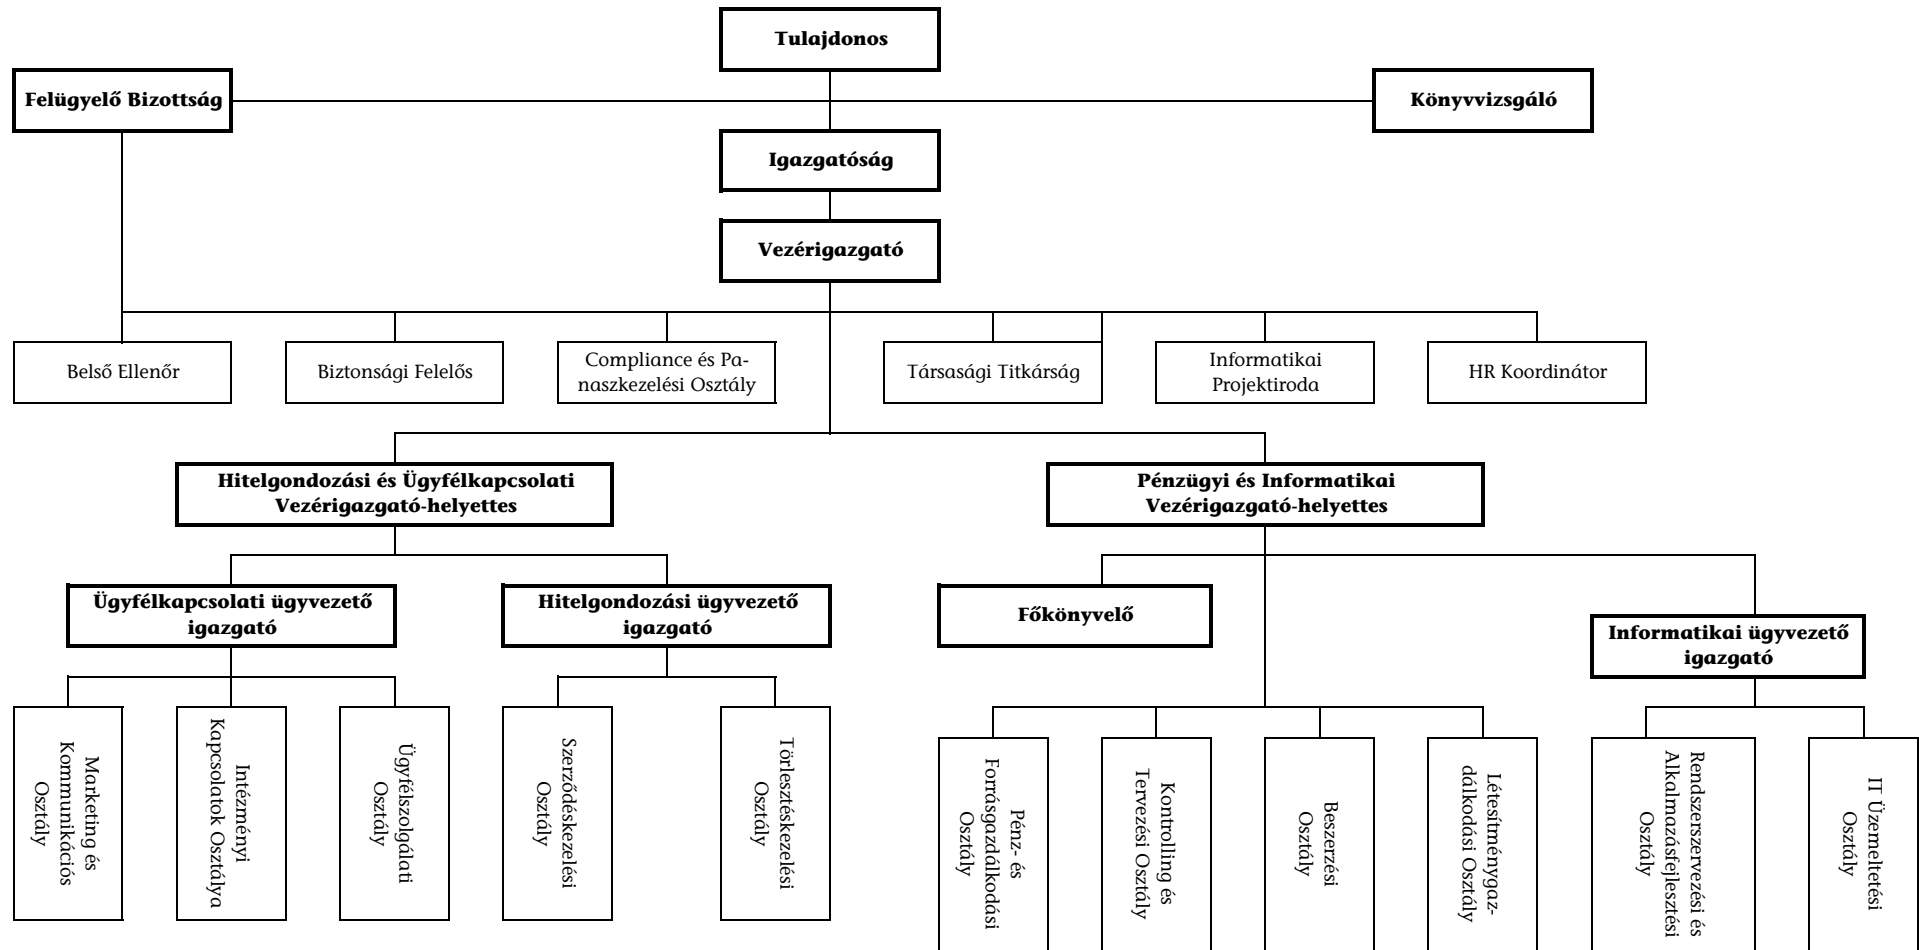 Tulajdonos
Felügyelő Bizottság
Könyvvizsgáló
Igazgatóság
Vezérigazgató
Belső Ellenőr
Biztonsági Felelős
Compliance és Pa-
naszkezelési Osztály
Társasági Titkárság
Informatikai
Projektiroda
HR Koordinátor
Hitelgondozási és Ügyfélkapcsolati
Vezérigazgató-helyettes
Pénzügyi és Informatikai
Vezérigazgató-helyettes
Ügyfélkapcsolati ügyvezető
igazgató
Hitelgondozási ügyvezető
igazgató
Főkönyvelő
Informatikai ügyvezető
igazgató
Marketing és
Kommunikációs
Osztály
Intézményi
Kapcsolatok Osztálya
Ügyfélszolgálati
Osztály
Szerződéskezelési
Osztály
Törlesztéskezelési
Osztály
Pénz- és
Forrásgazdálkodási
Osztály
Kontrolling és
Tervezési Osztály
Beszerzési
Osztály
Létesítménygaz-
dálkodási Osztály
Rendszerszervezési és
Alkalmazásfejlesztési
Osztály
IT Üzemeltetési
Osztály